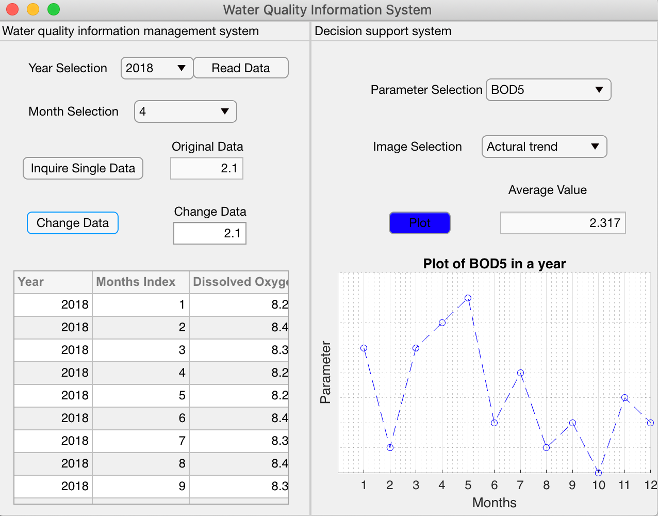 Water Quality Information System
Water quality information management system
Year Selection 2018 Read Data
Month Selection 4
Original Data
Inquire Single Data 2.1
Change Data
Change Data 2.1
Year Months Index Dissolved Oxyge
2018 1 8.2
2018 2 8.4
2018 3 8.3
2018 4 8.2
2018 5 8.2
2018 6 8.4
2018 7 8.3
2018 8 8.4
2018 9 8.3
Decision support system
Parameter Selection BOD5
Image Selection Actural trend
Average Value
Plot 2.317
Plot of BOD5 in a year
Parameter
1 2 3 4 5 6 7 8 9 10 11 12
Months